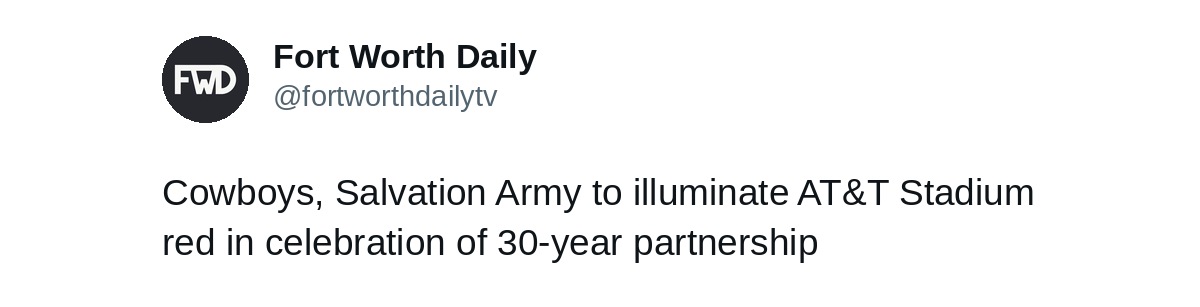 FWD
Fort Worth Daily
@fortworthdailytv
Cowboys, Salvation Army to illuminate AT&T Stadium
red in celebration of 30-year partnership